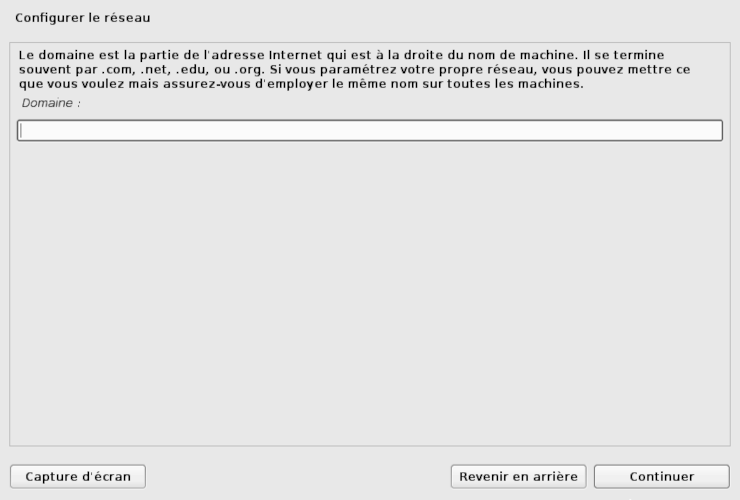 Configurer le réseau
Le domaine est la partie de l'adresse Internet qui est à la droite du nom de machine. Il se termine
souvent par .com, .net, .edu, ou .org. Si vous paramétrez votre propre réseau, vous pouvez mettre ce
que vous voulez mais assurez-vous d'employer le même nom sur toutes les machines.
Domaine :
Capture d'écran
Revenir en arrière
Continuer